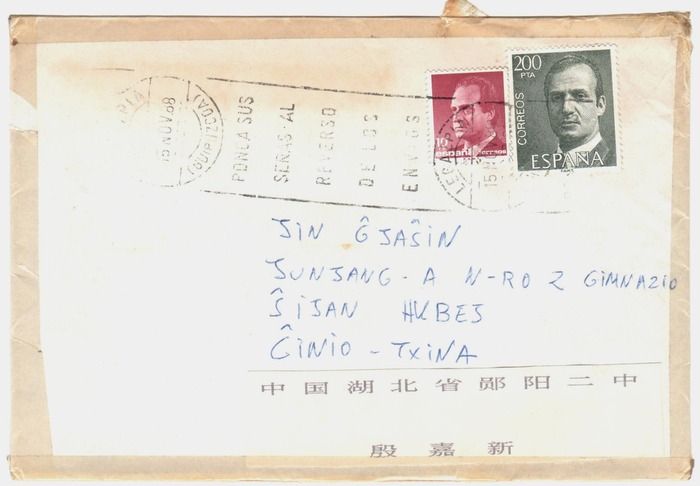 15 NOV 88
(GUIPUZCOA)
PONGA SUS
SEÑAS AL
REVERSO
DE LOS
ENVIOS
16
españa correos
200
PTA
CORREOS
ESPAÑA
JIN ĜJAŜIN
JUNJANG-A N-RO 2 GIMNAZIO
ŜIJAN HUBEJ
ĈINIO - TXINA
中国湖北省郧阳二中
殷嘉新